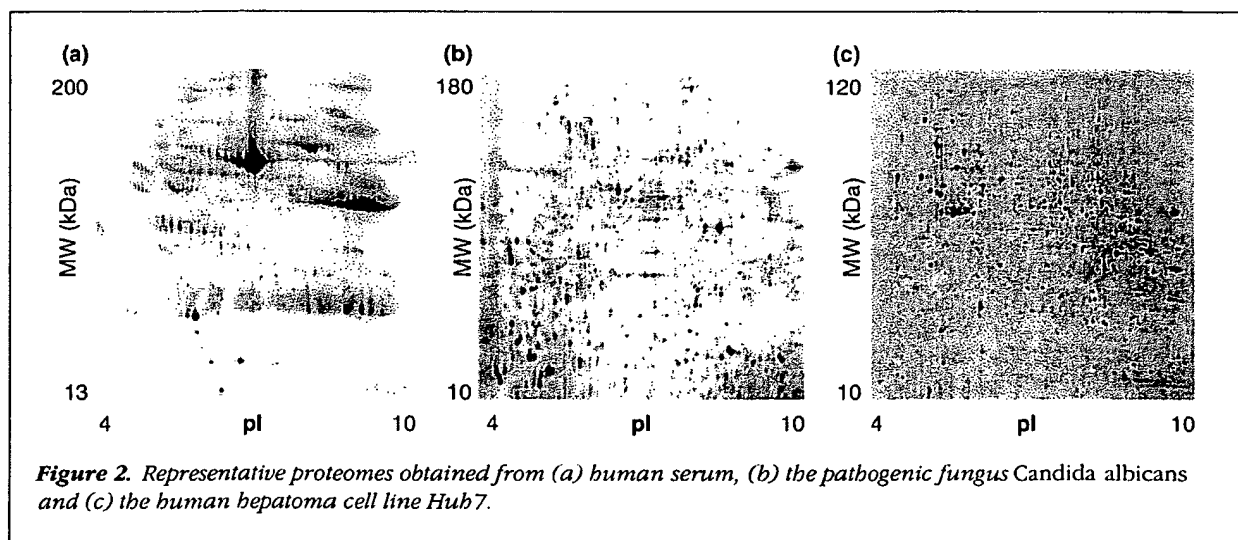 (a)
200
MW (kDa)
13
4
pI
10
(b)
180
MW (kDa)
10
4
pI
10
(c)
120
MW (kDa)
10
4
pI
10
Figure 2. Representative proteomes obtained from (a) human serum, (b) the pathogenic fungus Candida albicans
and (c) the human hepatoma cell line Huh7.